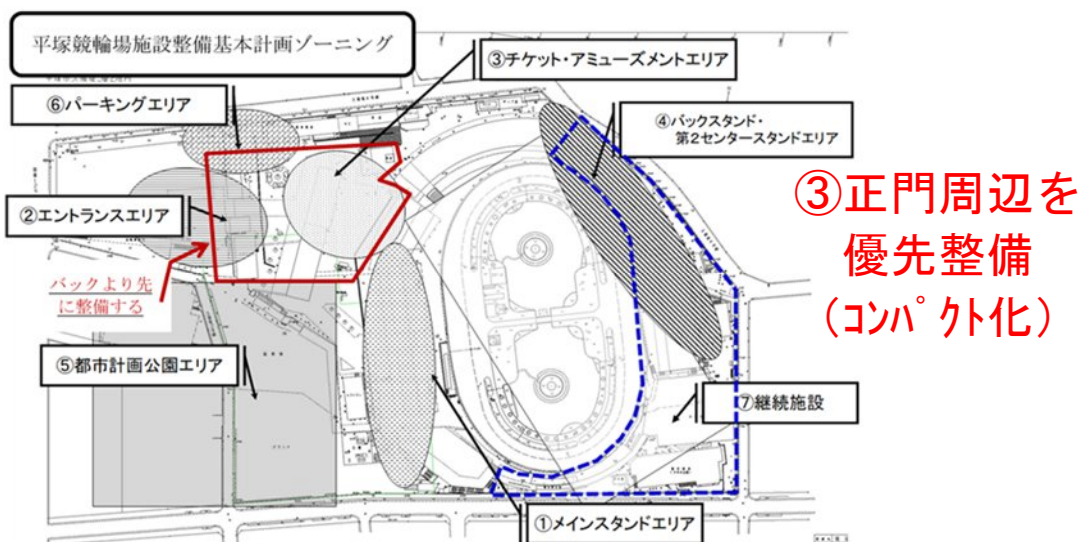 平塚競輪場施設整備基本計画ゾーニング
③チケット・アミューズメントエリア
⑥パーキングエリア
④バックスタンド・
第2センタースタンドエリア
③正門周辺を
優先整備
（ｺﾝﾊﾟｸﾄ化）
②エントランスエリア
バックより先
に整備する
⑤都市計画公園エリア
⑦継続施設
①メインスタンドエリア